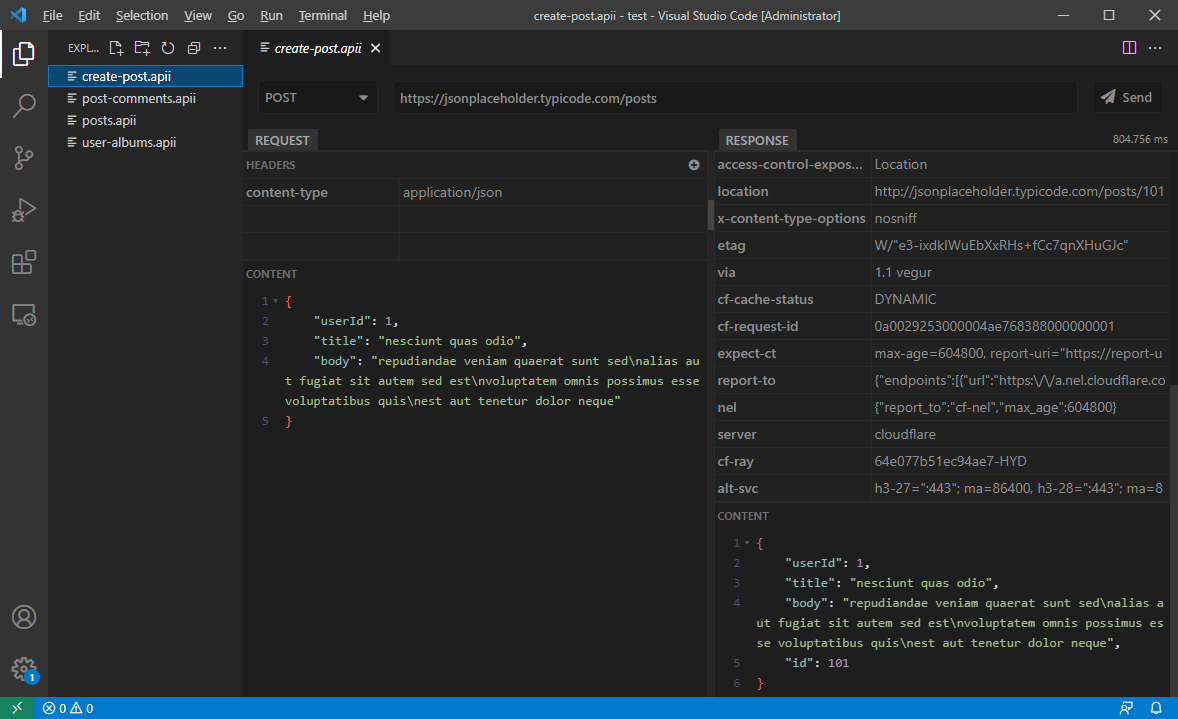 File Edit Selection View Go Run Terminal Help
create-post.apii - test - Visual Studio Code [Administrator]
EXPL...
create-post.apii
post-comments.apii
posts.apii
user-albums.apii
create-post.apii
POST
https://jsonplaceholder.typicode.com/posts
Send
REQUEST
HEADERS
content-type application/json
CONTENT
1 {
2 "userId": 1,
3 "title": "nesciunt quas odio",
4 "body": "repudiandae veniam quaerat sunt sed\nalias au
t fugiat sit autem sed est\nvoluptatem omnis possimus esse
voluptatibus quis\nest aut tenetur dolor neque"
5 }
RESPONSE
804.756 ms
access-control-expos... Location
location http://jsonplaceholder.typicode.com/posts/101
x-content-type-options nosniff
etag W/"e3-ixdklWuEbXxRHs+fCc7qnXHuGJc"
via 1.1 vegur
cf-cache-status DYNAMIC
cf-request-id 0a0029253000004ae768388000000001
expect-ct max-age=604800, report-uri="https://report-u
report-to {"endpoints":[{"url":"https:\/\/a.nel.cloudflare.co
nel {"report_to":"cf-nel","max_age":604800}
server cloudflare
cf-ray 64e077b51ec94ae7-HYD
alt-svc h3-27=":443"; ma=86400, h3-28=":443"; ma=8
CONTENT
1 {
2 "userId": 1,
3 "title": "nesciunt quas odio",
4 "body": "repudiandae veniam quaerat sunt sed\nalias a
ut fugiat sit autem sed est\nvoluptatem omnis possimus es
se voluptatibus quis\nest aut tenetur dolor neque",
5 "id": 101
6 }
1
0 0